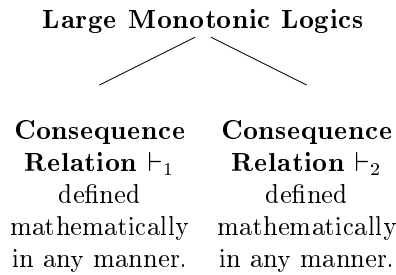 Large Monotonic Logics
Consequence
Relation ⊢₁
defined
mathematically
in any manner.
Consequence
Relation ⊢₂
defined
mathematically
in any manner.